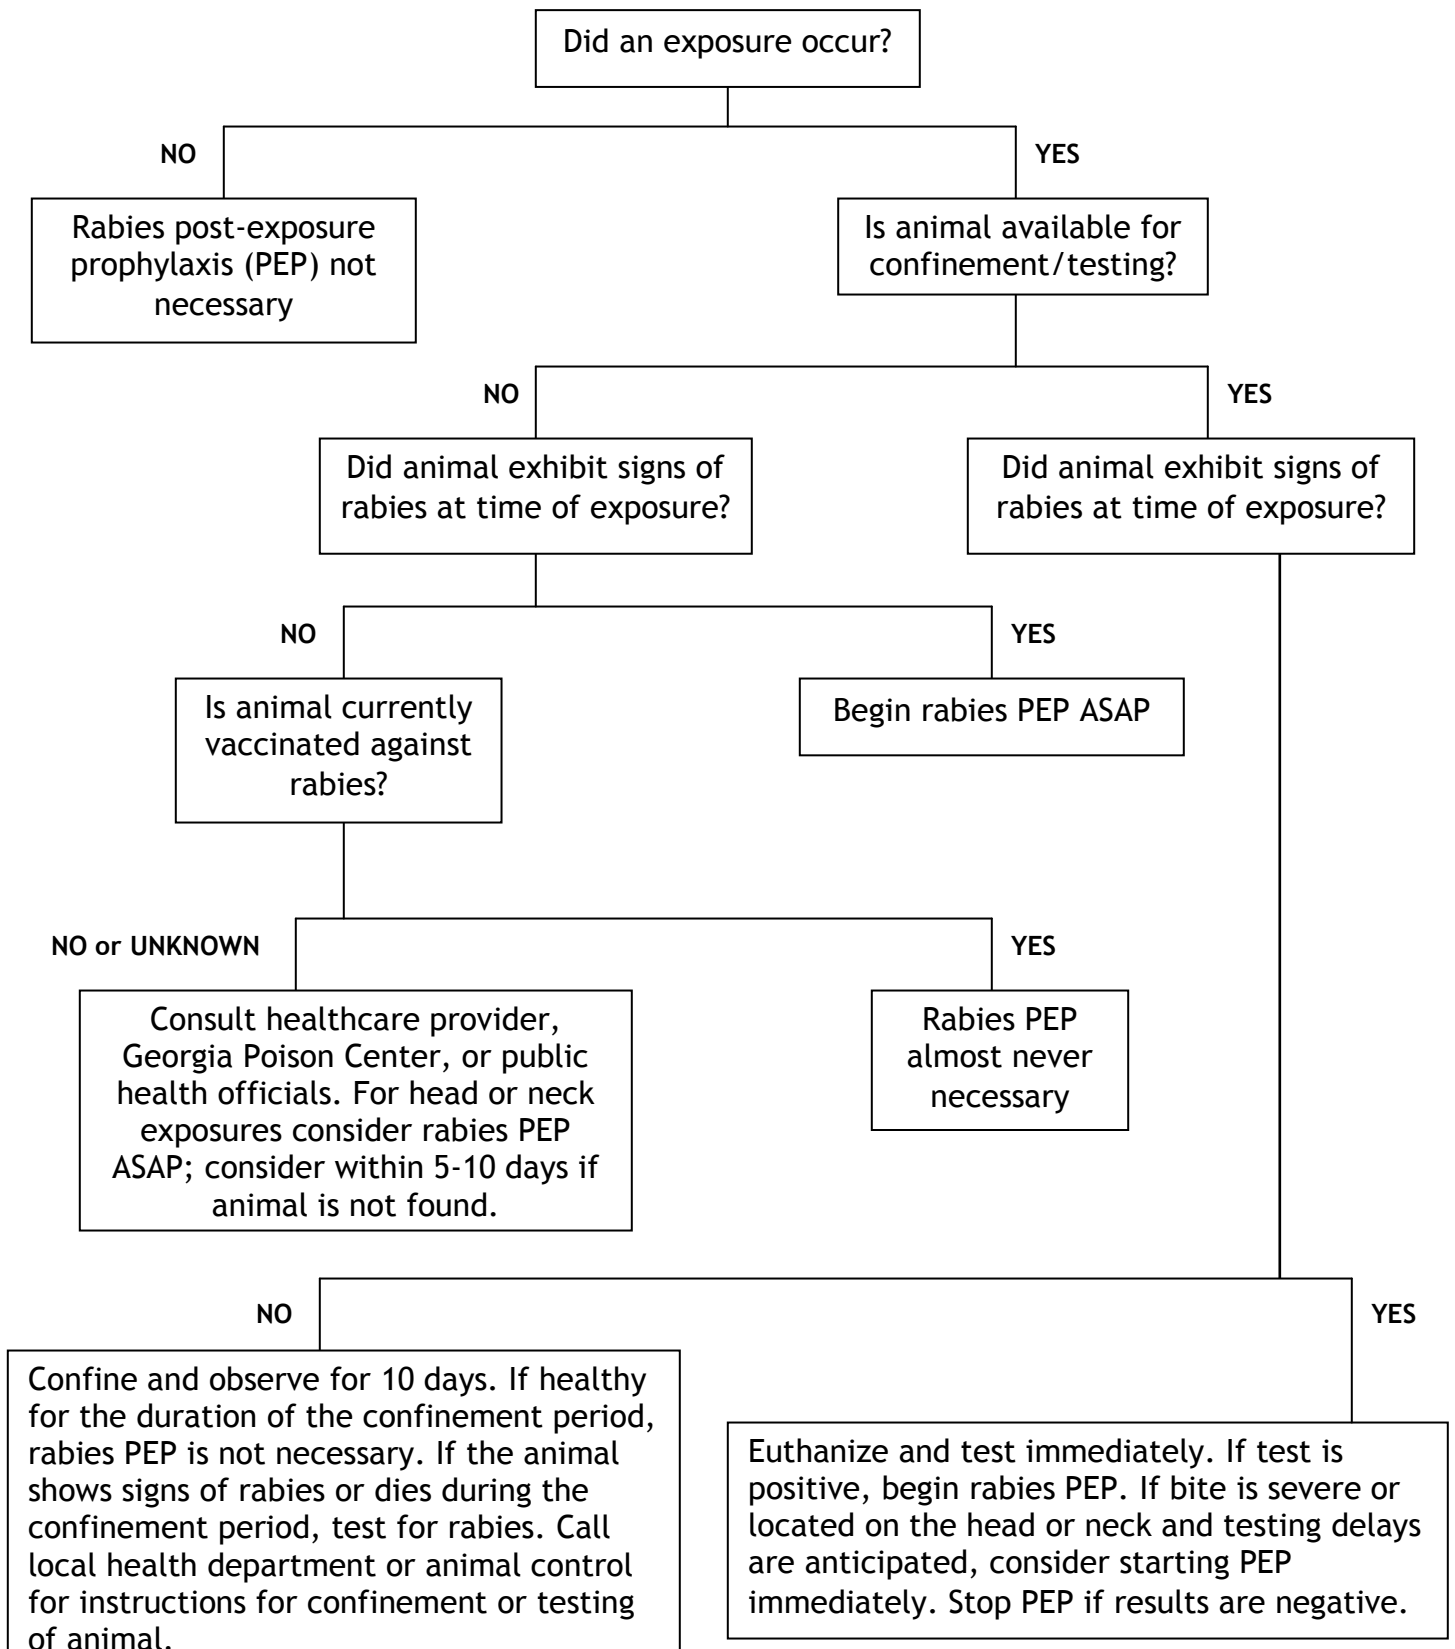 Did an exposure occur?
NO
YES
Rabies post-exposure
prophylaxis (PEP) not
necessary
Is animal available for
confinement/testing?
NO
YES
Did animal exhibit signs of
rabies at time of exposure?
Did animal exhibit signs of
rabies at time of exposure?
NO
YES
Is animal currently
vaccinated against
rabies?
Begin rabies PEP ASAP
NO or UNKNOWN
YES
Consult healthcare provider,
Georgia Poison Center, or public
health officials. For head or neck
exposures consider rabies PEP
ASAP; consider within 5-10 days if
animal is not found.
Rabies PEP
almost never
necessary
NO
YES
Confine and observe for 10 days. If healthy
for the duration of the confinement period,
rabies PEP is not necessary. If the animal
shows signs of rabies or dies during the
confinement period, test for rabies. Call
local health department or animal control
for instructions for confinement or testing
of animal.
Euthanize and test immediately. If test is
positive, begin rabies PEP. If bite is severe or
located on the head or neck and testing delays
are anticipated, consider starting PEP
immediately. Stop PEP if results are negative.